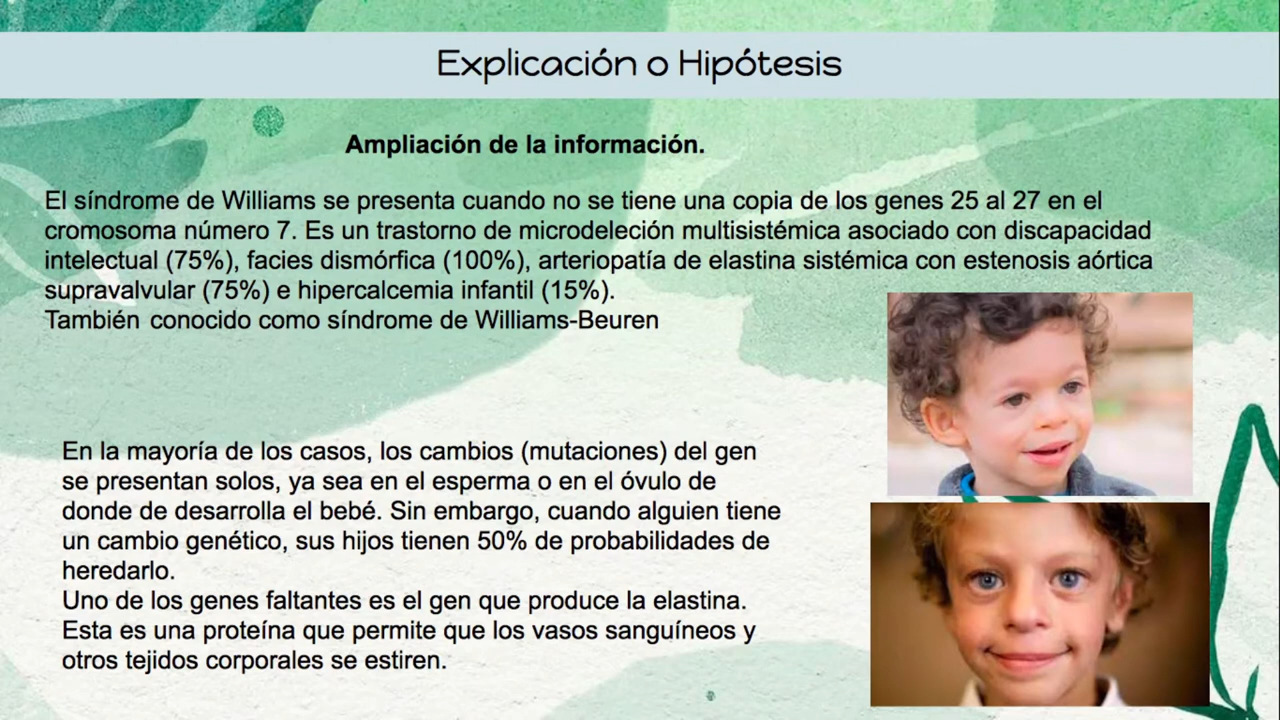 Explicación o Hipótesis
Ampliación de la información.
El síndrome de Williams se presenta cuando no se tiene una copia de los genes 25 al 27 en el
cromosoma número 7. Es un trastorno de microdeleción multisistémica asociado con discapacidad
intelectual (75%), facies dismórfica (100%), arteriopatía de elastina sistémica con estenosis aórtica
supravalvular (75%) e hipercalcemia infantil (15%).
También conocido como síndrome de Williams-Beuren
En la mayoría de los casos, los cambios (mutaciones) del gen
se presentan solos, ya sea en el esperma o en el óvulo de
donde de desarrolla el bebé. Sin embargo, cuando alguien tiene
un cambio genético, sus hijos tienen 50% de probabilidades de
heredarlo.
Uno de los genes faltantes es el gen que produce la elastina.
Esta es una proteína que permite que los vasos sanguíneos y
otros tejidos corporales se estiren.